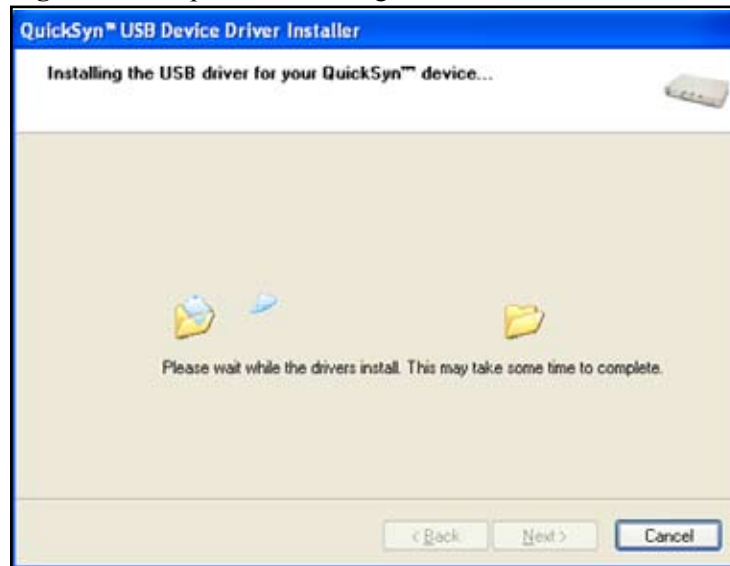 QuickSyn™ USB Device Driver Installer
Installing the USB driver for your QuickSyn™ device...
Please wait while the drivers install. This may take some time to complete.
< Back
Next >
Cancel